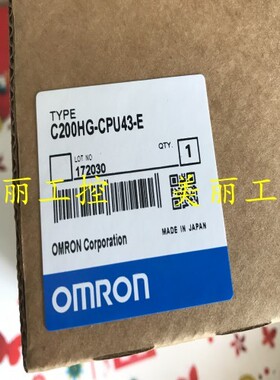 TYPE
C200HG-CPU43-E
LOT NO
172030
QTY.
1
丽工控
美丽工
MADE IN JAPAN
OMRON Corporation
OMRON